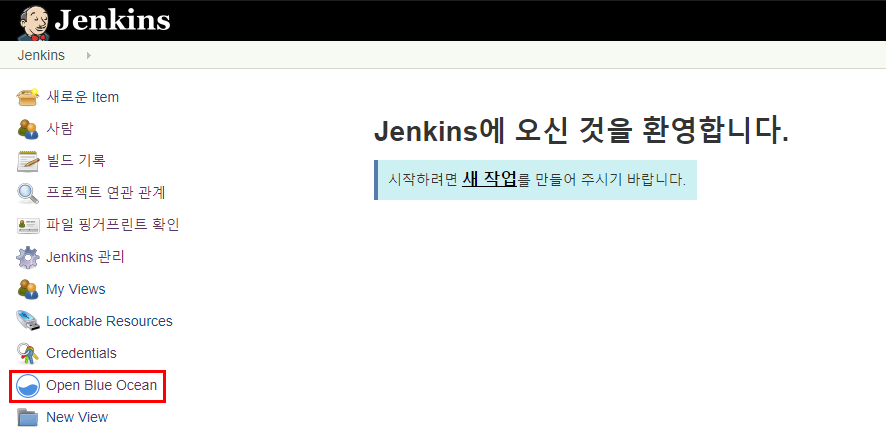 Jenkins
Jenkins
새로운 Item
사람
빌드 기록
프로젝트 연관 관계
파일 핑거프린트 확인
Jenkins 관리
My Views
Lockable Resources
Credentials
Open Blue Ocean
New View
Jenkins에 오신 것을 환영합니다.
시작하려면 새 작업를 만들어 주시기 바랍니다.